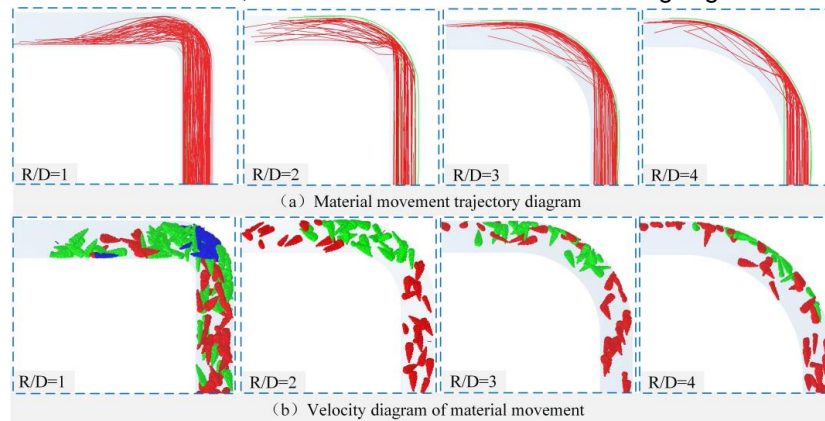 R/D=1 R/D=2 R/D=3 R/D=4
（a）Material movement trajectory diagram
R/D=1 R/D=2 R/D=3 R/D=4
（b）Velocity diagram of material movement